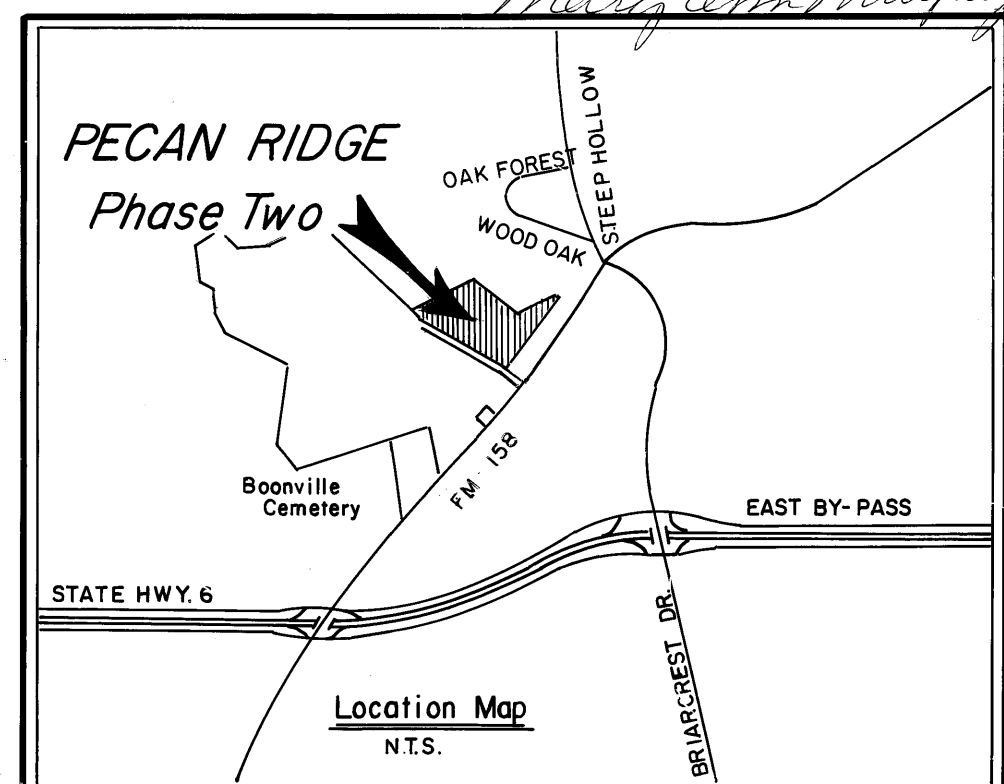 PECAN RIDGE
Phase Two
OAK FOREST
STEEP HOLLOW
WOOD OAK
FM 158
Boonville
Cemetery
EAST BY-PASS
STATE HWY. 6
BRIARCREST DR.
Location Map
N.T.S.